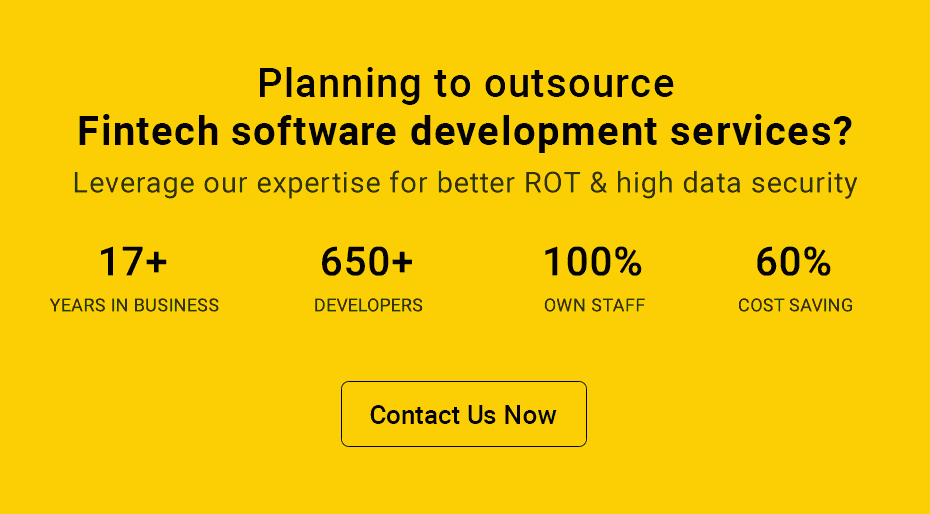 Planning to outsource
Fintech software development services?
Leverage our expertise for better ROT & high data security
17+ 650+ 100% 60%
YEARS IN BUSINESS DEVELOPERS OWN STAFF COST SAVING
Contact Us Now